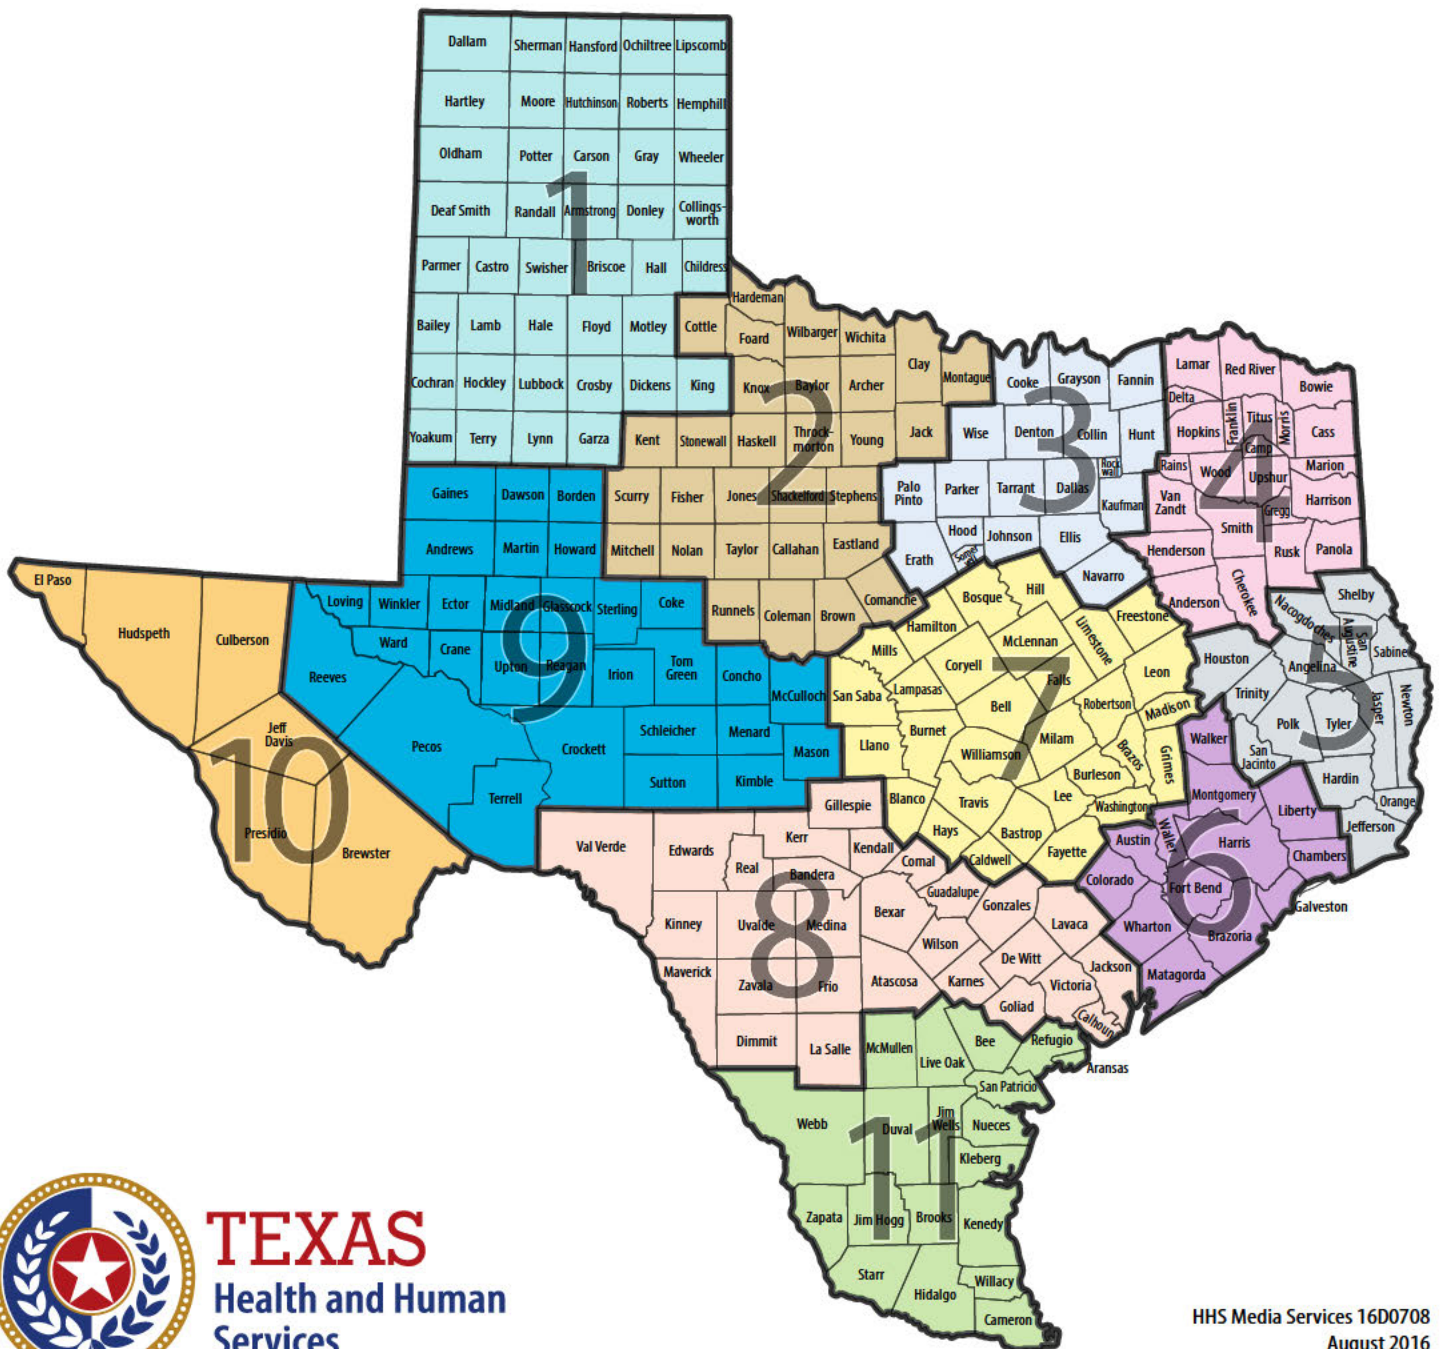 Dallam Sherman Hansford Ochiltree Lipscomb
Hartley Moore Hutchinson Roberts Hemphill
Oldham Potter Carson Gray Wheeler
1
Deaf Smith Randall Armstrong Donley Collings-
worth
Parmer Castro Swisher Briscoe Hall Childress
Bailey Lamb Hale Floyd Motley
Cochran Hockley Lubbock Crosby Dickens King
Yoakum Terry Lynn Garza
Hardeman
Cottle Foard Wilbarger Wichita Clay Montague
Knox Baylor Archer
2
Kent Stonewall Haskell Throck-
morton Young Jack
Scurry Fisher Jones Shackelford Stephens
Mitchell Nolan Taylor Callahan Eastland
Runnels Coleman Brown Comanche
Cooke Grayson Fannin
3
Wise Denton Collin Hunt
Rock
wall
Palo
Pinto Parker Tarrant Dallas Kaufman
Hood Johnson Ellis
Erath Somer
vell Navarro
Lamar Red River Bowie
Delta
Hopkins Franklin Titus Morris Cass
4
Camp
Rains Wood Upshur Marion
Van
Zandt Smith Gregg Harrison
Henderson Rusk Panola
Anderson Cherokee
Shelby
Nacogdoches San
Augustine Sabine
Houston Angelina
5
Trinity Polk Tyler Jasper Newton
San
Jacinto Hardin
Orange
Jefferson
Gaines Dawson Borden
Andrews Martin Howard
Loving Winkler Ector Midland Glasscock Sterling Coke
9
Ward Crane Upton Reagan Irion Tom
Green Concho McCulloch
Reeves
Pecos Crockett Schleicher Menard Mason
Terrell Sutton Kimble
El Paso
Hudspeth Culberson
Jeff
Davis
10
Presidio Brewster
Bosque Hill Freestone
Hamilton McLennan Limestone
Mills Coryell Falls Leon
7
San Saba Lampasas Bell Robertson Madison
Llano Burnet Williamson Milam Brazos Grimes
Burleson
Blanco Travis Lee Washington
Hays Bastrop
Caldwell Fayette
Walker
Montgomery Liberty
6
Austin Waller Harris Chambers
Colorado Fort Bend Galveston
Wharton Brazoria
Matagorda
Gillespie
Val Verde Edwards Kerr Kendall Comal
Real Bandera
8
Guadalupe Gonzales
Kinney Uvalde Medina Bexar Lavaca
Wilson
De Witt Jackson
Maverick Zavala Frio Atascosa Karnes Victoria
Goliad Calhoun
Dimmit La Salle
McMullen Live Oak Bee Refugio
Aransas
San Patricio
Webb Duval Jim
Wells Nueces
11
Kleberg
Zapata Jim Hogg Brooks Kenedy
Starr Hidalgo Willacy
Cameron
TEXAS
Health and Human
Services
HHS Media Services 16D0708
August 2016